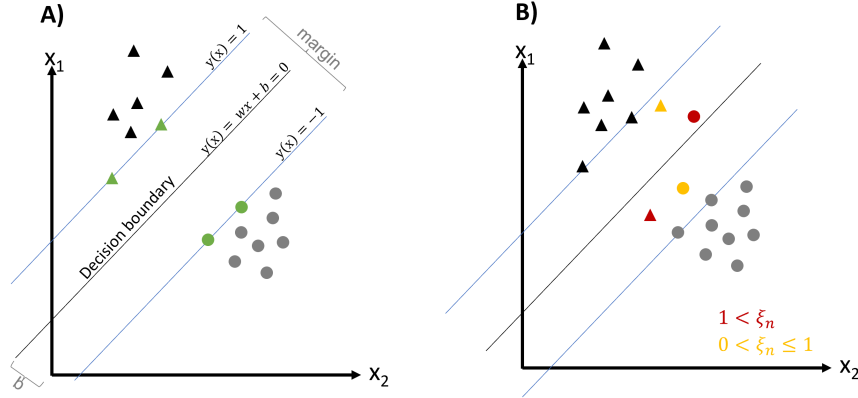 A)
X₁
y(x) = 1
margin
y(x) = wx + b = 0
y(x) = −1
Decision boundary
b
X₂
B)
X₁
1 < ξₙ
0 < ξₙ ≤ 1
X₂